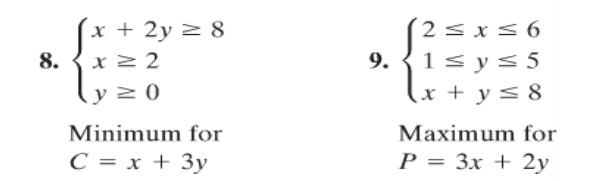 8. { x + 2y ≥ 8
x ≥ 2
y ≥ 0
Minimum for
C = x + 3y
9. { 2 ≤ x ≤ 6
1 ≤ y ≤ 5
x + y ≤ 8
Maximum for
P = 3x + 2y